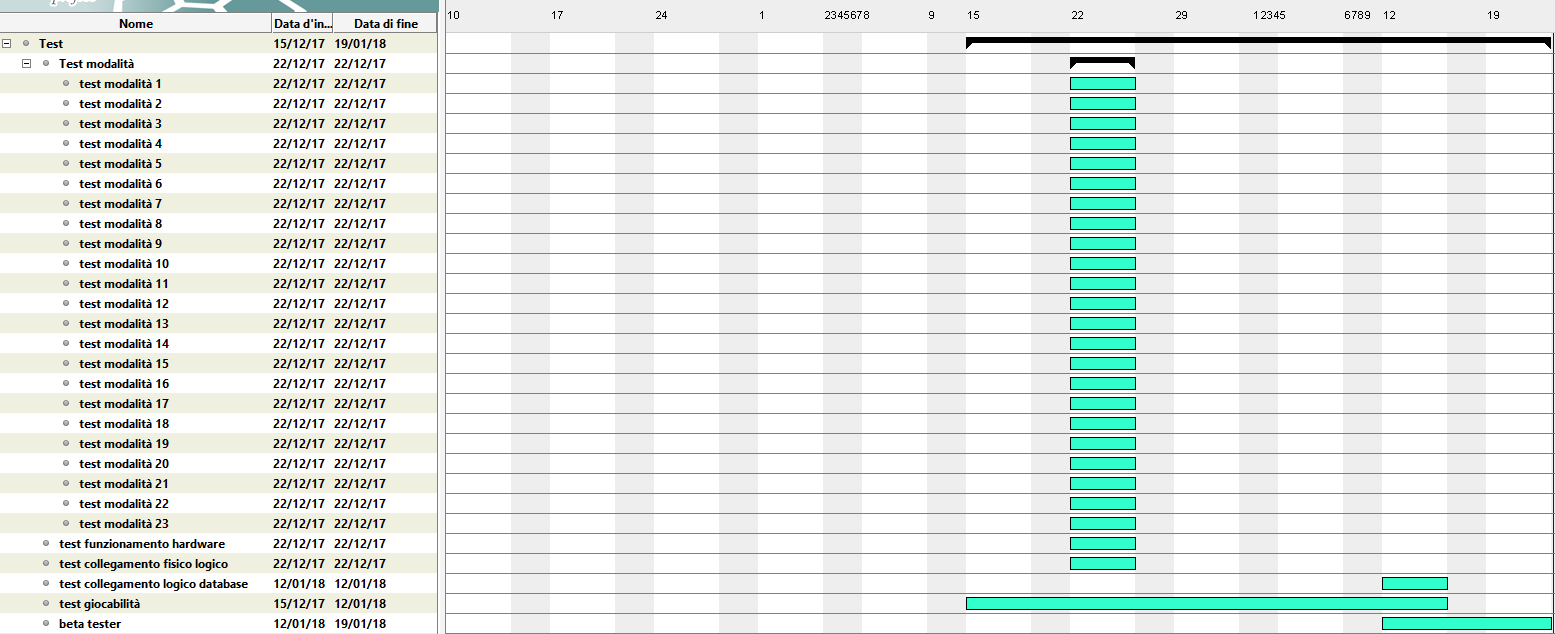 10 17 24 1 2345678 9 15 22 29 12345 6789 12 19
Nome Data d'in... Data di fine
Test 15/12/17 19/01/18
Test modalità 22/12/17 22/12/17
test modalità 1 22/12/17 22/12/17
test modalità 2 22/12/17 22/12/17
test modalità 3 22/12/17 22/12/17
test modalità 4 22/12/17 22/12/17
test modalità 5 22/12/17 22/12/17
test modalità 6 22/12/17 22/12/17
test modalità 7 22/12/17 22/12/17
test modalità 8 22/12/17 22/12/17
test modalità 9 22/12/17 22/12/17
test modalità 10 22/12/17 22/12/17
test modalità 11 22/12/17 22/12/17
test modalità 12 22/12/17 22/12/17
test modalità 13 22/12/17 22/12/17
test modalità 14 22/12/17 22/12/17
test modalità 15 22/12/17 22/12/17
test modalità 16 22/12/17 22/12/17
test modalità 17 22/12/17 22/12/17
test modalità 18 22/12/17 22/12/17
test modalità 19 22/12/17 22/12/17
test modalità 20 22/12/17 22/12/17
test modalità 21 22/12/17 22/12/17
test modalità 22 22/12/17 22/12/17
test modalità 23 22/12/17 22/12/17
test funzionamento hardware 22/12/17 22/12/17
test collegamento fisico logico 22/12/17 22/12/17
test collegamento logico database 12/01/18 12/01/18
test giocabilità 15/12/17 12/01/18
beta tester 12/01/18 19/01/18